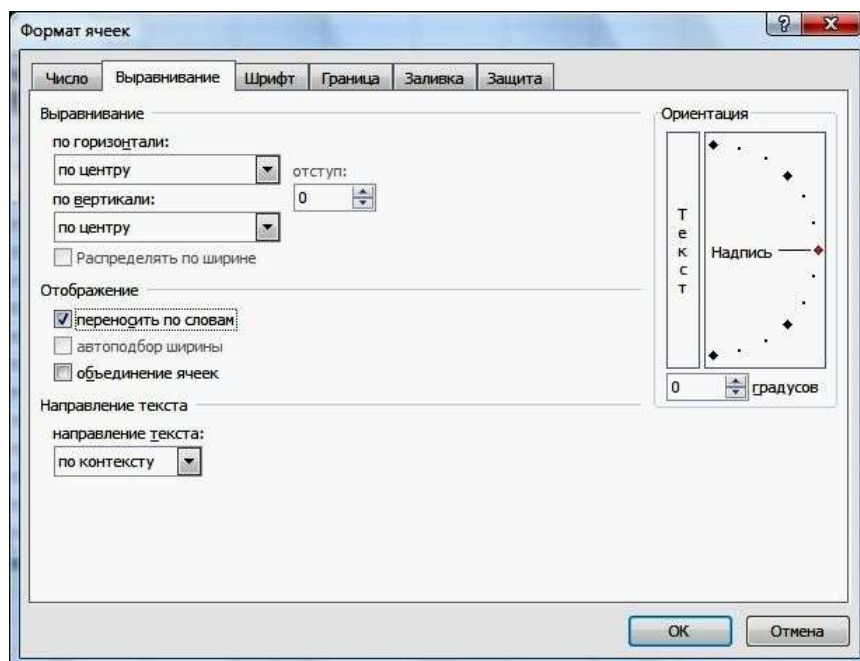 Формат ячеек
Число Выравнивание Шрифт Граница Заливка Защита
Выравнивание
по горизонтали:
по центру
отступ:
по вертикали:
0
по центру
Распределять по ширине
Отображение
переносить по словам
автоподбор ширины
объединение ячеек
Направление текста
направление текста:
по контексту
Ориентация
Текст
Надпись
0 градусов
ОК Отмена